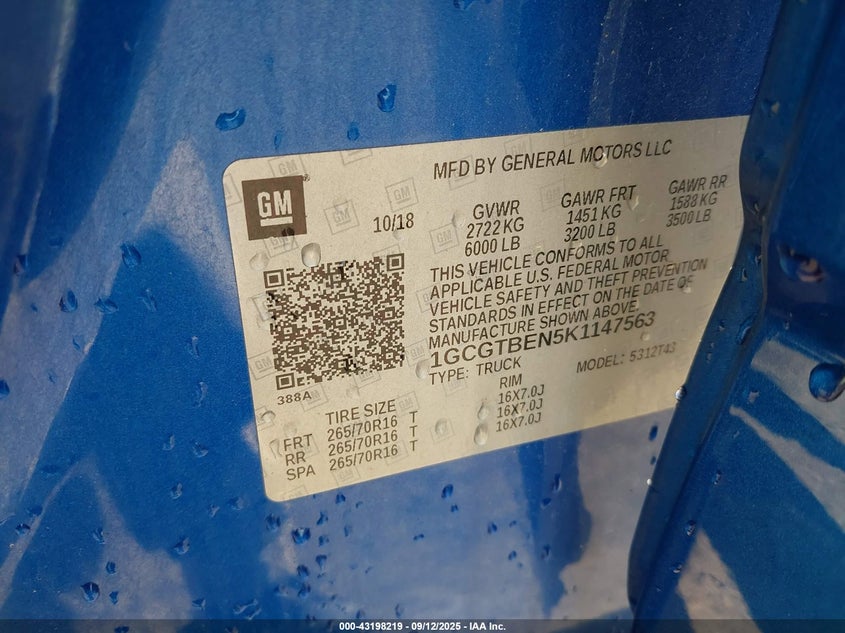 GM
MFD BY GENERAL MOTORS LLC
10/18
GVWR
2722 KG
6000 LB
GAWR FRT
1451 KG
3200 LB
GAWR RR
1588 KG
3500 LB
THIS VEHICLE CONFORMS TO ALL
APPLICABLE U.S. FEDERAL MOTOR
VEHICLE SAFETY AND THEFT PREVENTION
STANDARDS IN EFFECT ON THE DATE OF
MANUFACTURE SHOWN ABOVE.
1GCGTBEN5K1147563
TYPE: TRUCK
MODEL: 5312T43
388A
TIRE SIZE
RIM
FRT 265/70R16 T 16X7.0J
RR 265/70R16 T 16X7.0J
SPA 265/70R16 T 16X7.0J
000-43198219 - 09/12/2025 - IAA Inc.